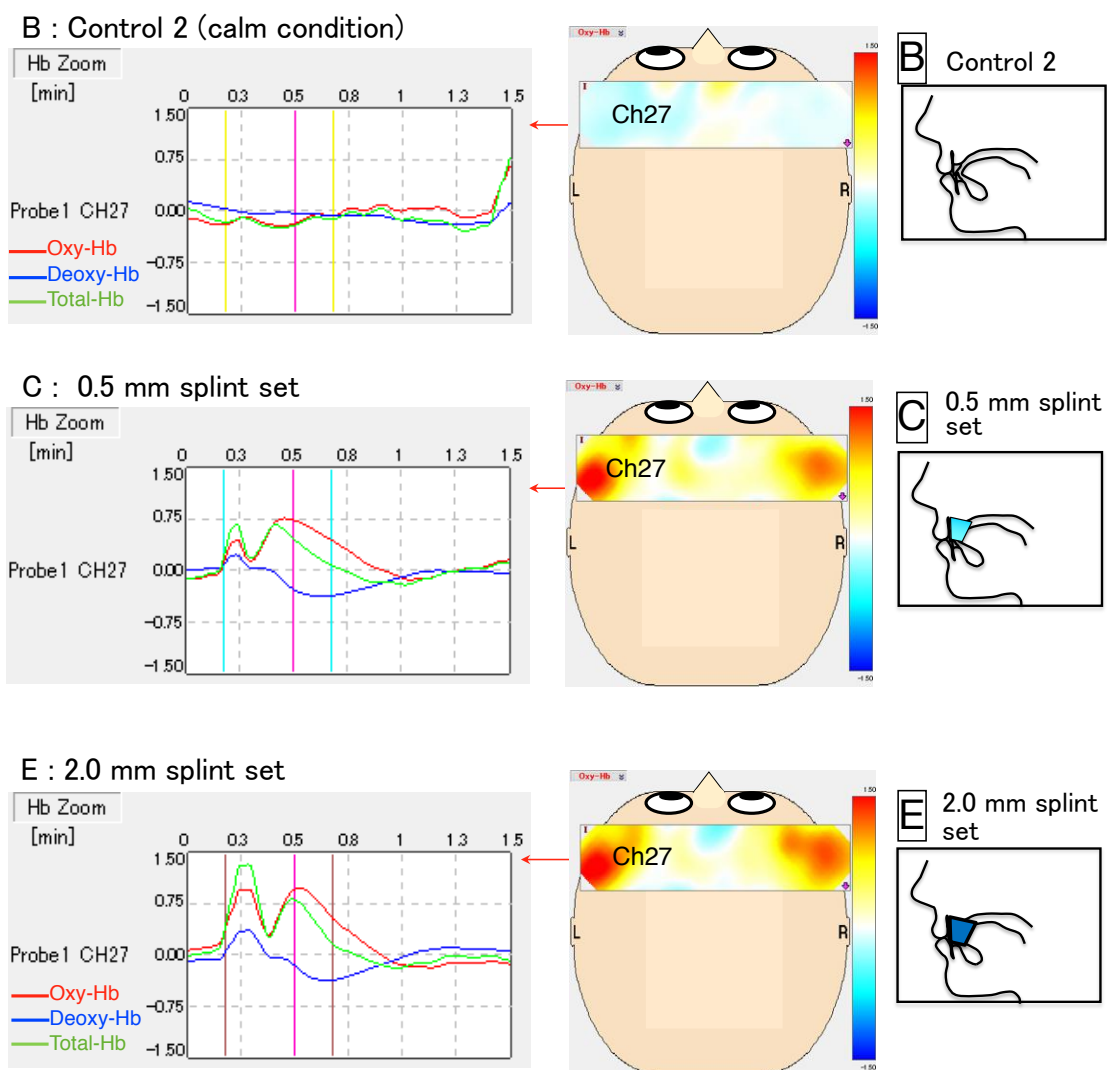 B : Control 2 (calm condition)
Hb Zoom
[min]
0 0.3 0.5 0.8 1 1.3 1.5
1.50
0.75
Probe1 CH27 0.00
Oxy-Hb
-0.75
Deoxy-Hb
Total-Hb
-1.50
Oxy-Hb
1.50
I
Ch27
L R
-1.50
B Control 2
C : 0.5 mm splint set
Hb Zoom
[min]
0 0.3 0.5 0.8 1 1.3 1.5
1.50
0.75
Probe1 CH27 0.00
-0.75
-1.50
Oxy-Hb
1.50
I
Ch27
L R
-1.50
C 0.5 mm splint
set
E : 2.0 mm splint set
Hb Zoom
[min]
0 0.3 0.5 0.8 1 1.3 1.5
1.50
0.75
Probe1 CH27 0.00
Oxy-Hb
-0.75
Deoxy-Hb
Total-Hb
-1.50
Oxy-Hb
1.50
I
Ch27
L R
-1.50
E 2.0 mm splint
set